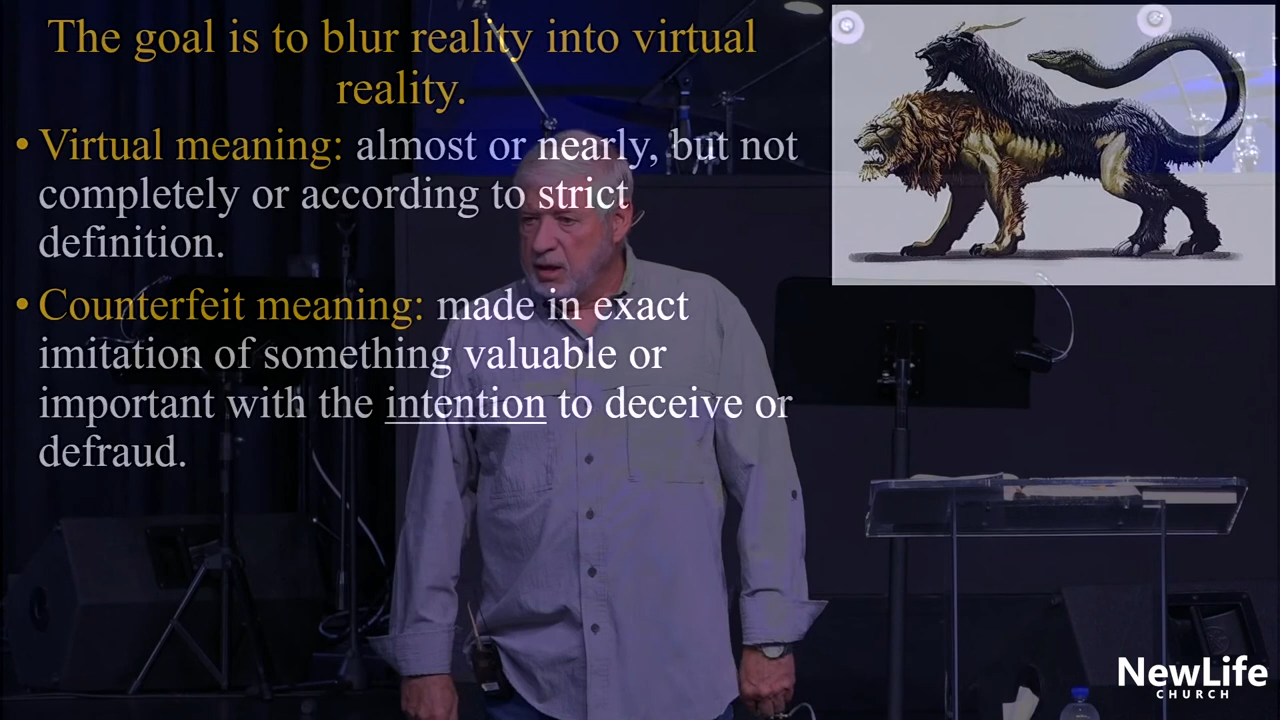 The goal is to blur reality into virtual
reality.
• Virtual meaning: almost or nearly, but not
completely or according to strict
definition.
• Counterfeit meaning: made in exact
imitation of something valuable or
important with the intention to deceive or
defraud.
NewLife
CHURCH